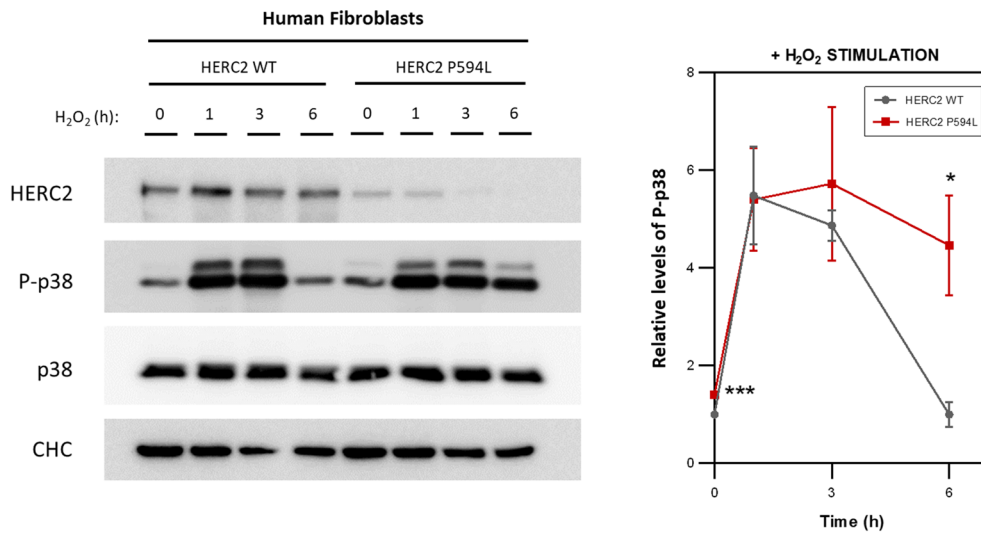 Human Fibroblasts
HERC2 WT HERC2 P594L
H₂O₂ (h): 0 1 3 6 0 1 3 6
HERC2
P-p38
p38
CHC
+ H₂O₂ STIMULATION
HERC2 WT
HERC2 P594L
Relative levels of P-p38
8
6
4
2
0
*
***
0 3 6
Time (h)